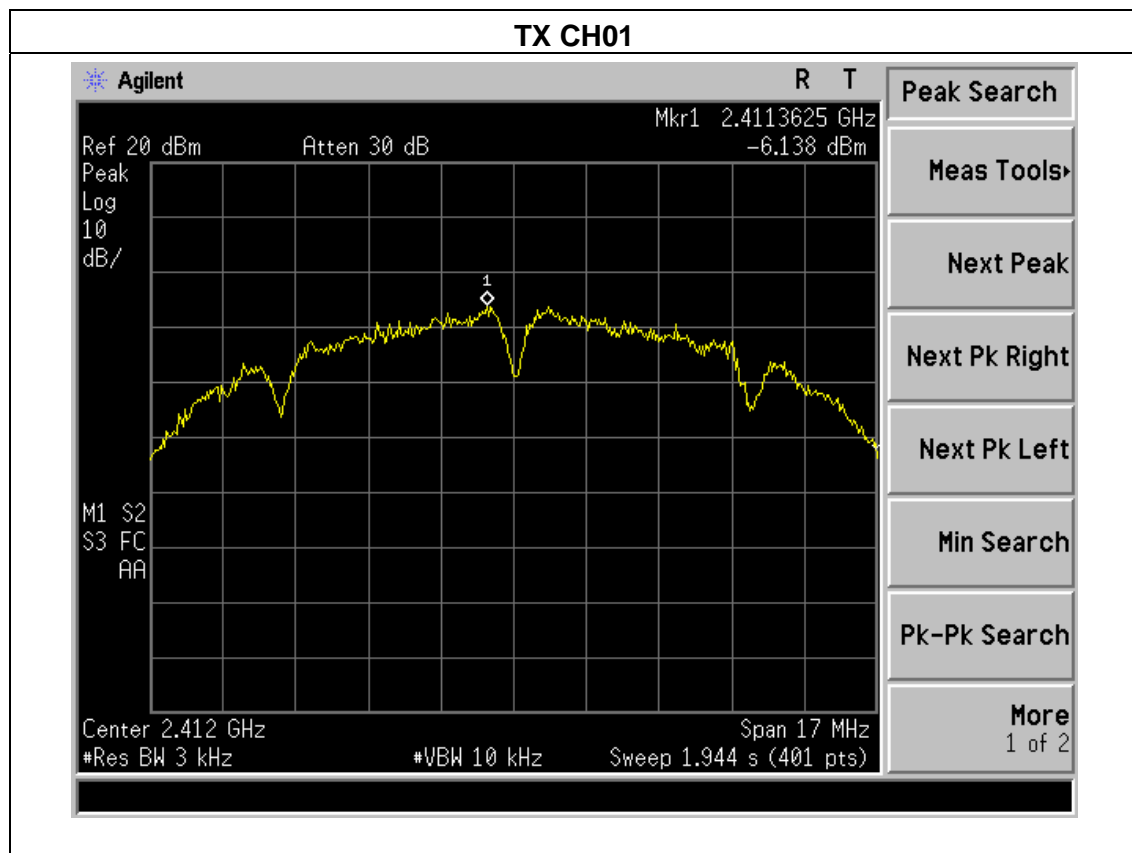 TX CH01
Agilent
R T
Peak Search
Mkr1 2.4113625 GHz
Ref 20 dBm Atten 30 dB -6.138 dBm
Peak
Log
10
dB/
1
M1 S2
S3 FC
AA
Center 2.412 GHz Span 17 MHz
#Res BW 3 kHz #VBW 10 kHz Sweep 1.944 s (401 pts)
Meas Tools
Next Peak
Next Pk Right
Next Pk Left
Min Search
Pk-Pk Search
More
1 of 2